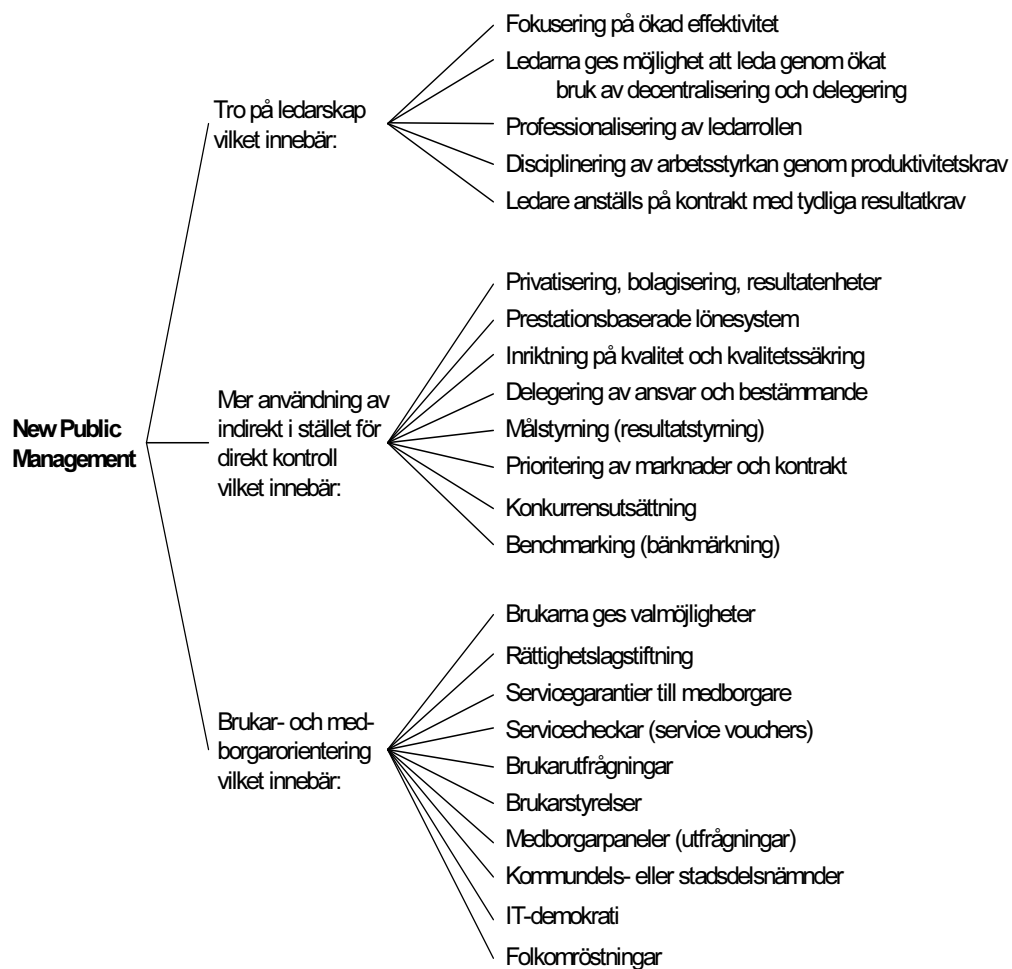 New Public
Management
Tro på ledarskap
vilket innebär:
Fokusering på ökad effektivitet
Ledarna ges möjlighet att leda genom ökat
bruk av decentralisering och delegering
Professionalisering av ledarrollen
Disciplinering av arbetsstyrkan genom produktivitetskrav
Ledare anställs på kontrakt med tydliga resultatkrav
Mer användning av
indirekt i stället för
direkt kontroll
vilket innebär:
Privatisering, bolagisering, resultatenheter
Prestationsbaserade lönesystem
Inriktning på kvalitet och kvalitetssäkring
Delegering av ansvar och bestämmande
Målstyrning (resultatstyrning)
Prioritering av marknader och kontrakt
Konkurrensutsättning
Benchmarking (bänkmärkning)
Brukar- och med-
borgarorientering
vilket innebär:
Brukarna ges valmöjligheter
Rättighetslagstiftning
Servicegarantier till medborgare
Servicecheckar (service vouchers)
Brukarutfrågningar
Brukarstyrelser
Medborgarpaneler (utfrågningar)
Kommundels- eller stadsdelsnämnder
IT-demokrati
Folkomröstningar